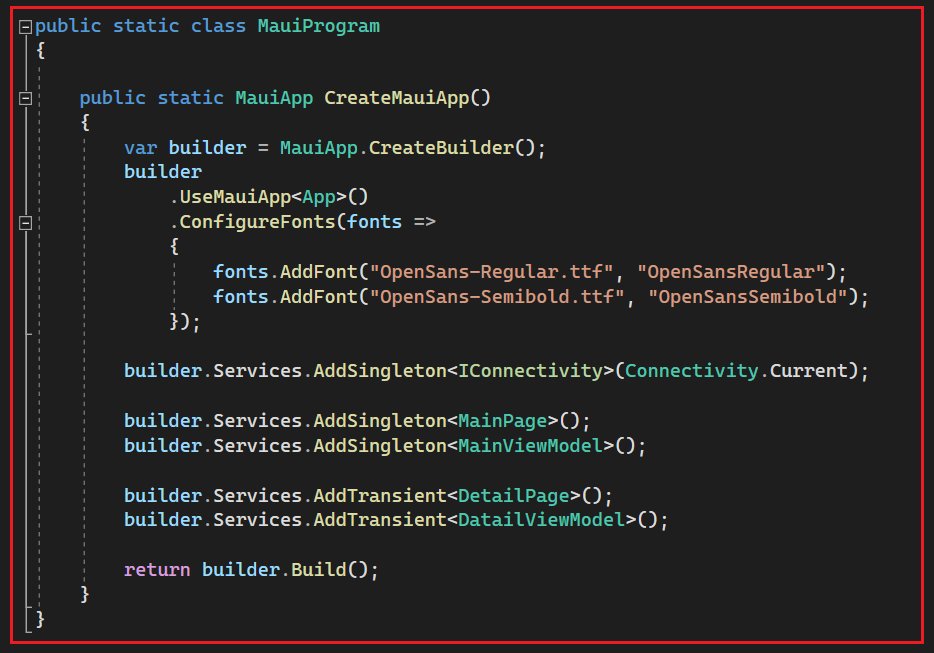 public static class MauiProgram
{
public static MauiApp CreateMauiApp()
{
var builder = MauiApp.CreateBuilder();
builder
.UseMauiApp<App>()
.ConfigureFonts(fonts =>
{
fonts.AddFont("OpenSans-Regular.ttf", "OpenSansRegular");
fonts.AddFont("OpenSans-Semibold.ttf", "OpenSansSemibold");
});
builder.Services.AddSingleton<IConnectivity>(Connectivity.Current);
builder.Services.AddSingleton<MainPage>();
builder.Services.AddSingleton<MainViewModel>();
builder.Services.AddTransient<DetailPage>();
builder.Services.AddTransient<DatailViewModel>();
return builder.Build();
}
}